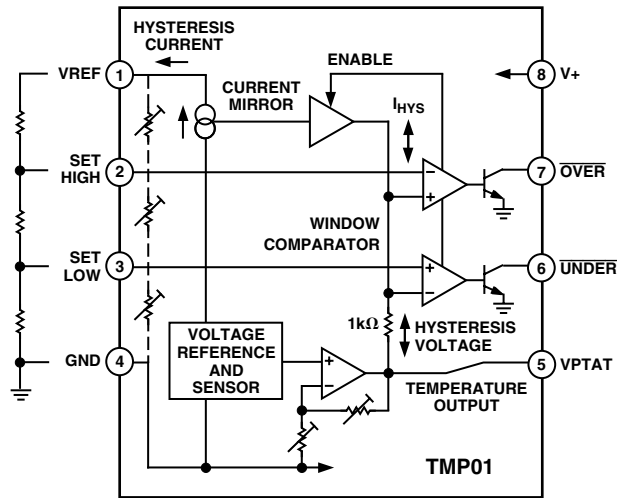 HYSTERESIS
CURRENT
VREF
1
CURRENT
MIRROR
ENABLE
8
V+
I_HYS
SET
HIGH
2
−
+
7
OVER
WINDOW
COMPARATOR
SET
LOW
3
+
−
6
UNDER
1kΩ
HYSTERESIS
VOLTAGE
GND
4
VOLTAGE
REFERENCE
AND
SENSOR
+
−
5
VPTAT
TEMPERATURE
OUTPUT
TMP01